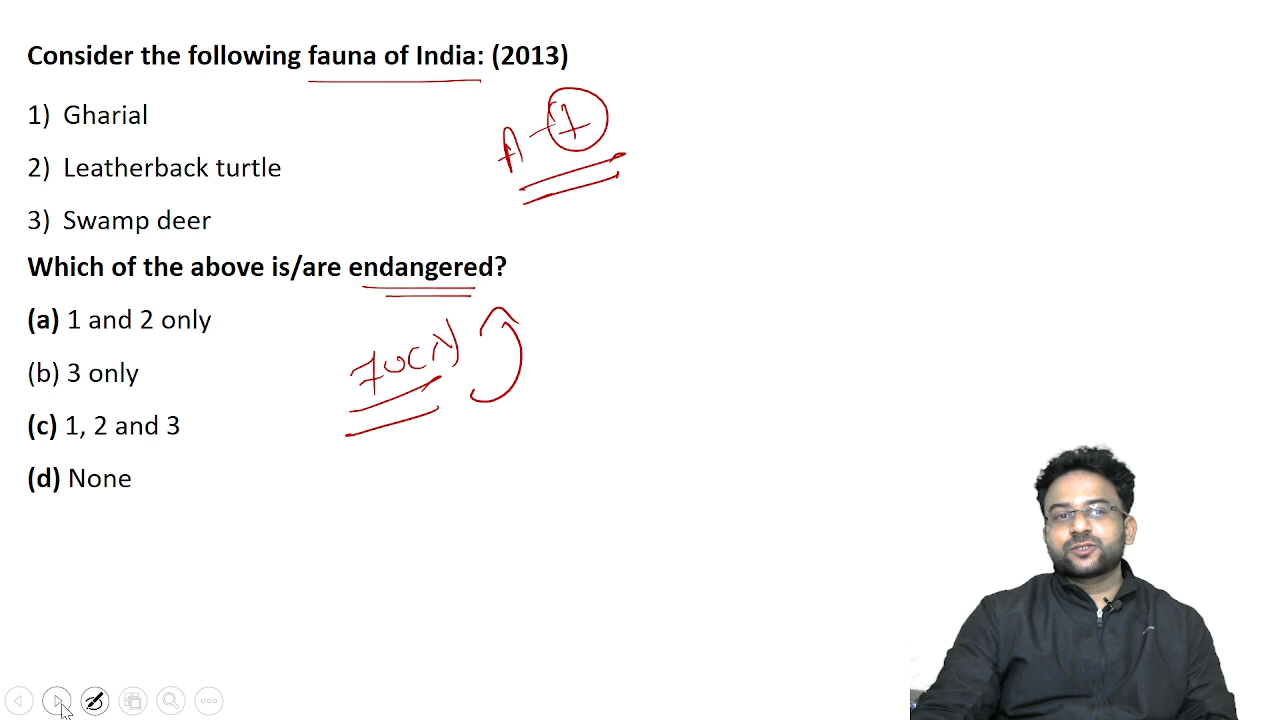 Consider the following fauna of India: (2013)
1) Gharial
2) Leatherback turtle
3) Swamp deer
Which of the above is/are endangered?
(a) 1 and 2 only
(b) 3 only
(c) 1, 2 and 3
(d) None